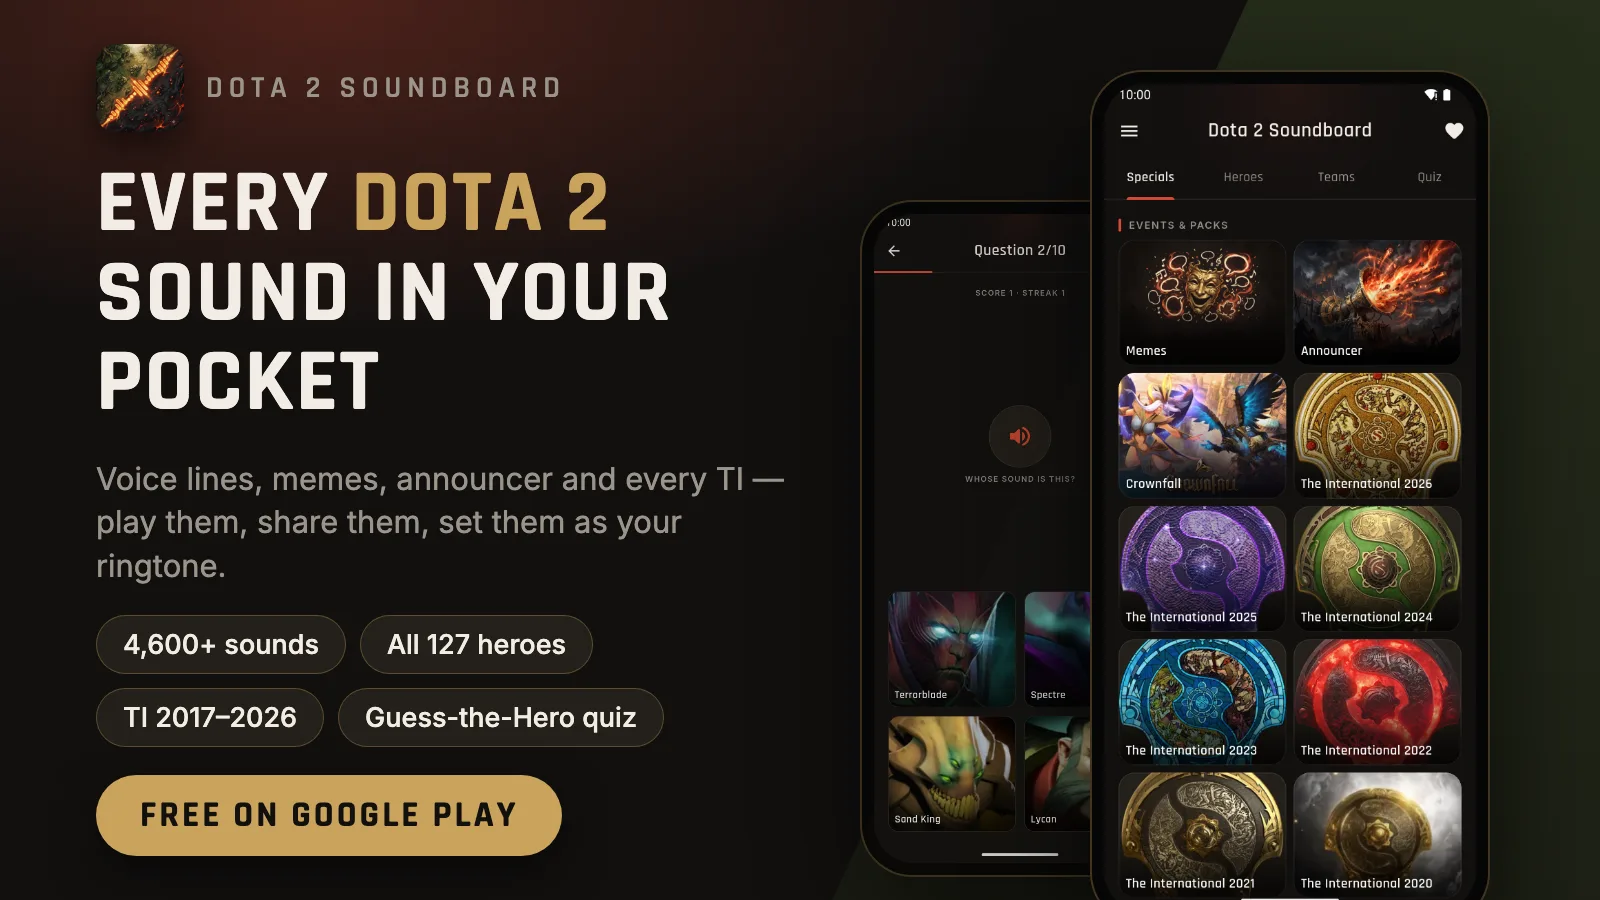 DOTA 2 SOUNDBOARD
EVERY DOTA 2
SOUND IN YOUR
POCKET
Voice lines, memes, announcer and every TI —
play them, share them, set them as your
ringtone.
4,600+ sounds
All 127 heroes
TI 2017–2026
Guess-the-Hero quiz
FREE ON GOOGLE PLAY
10:00
Question 2/10
SCORE 1 · STREAK 1
WHOSE SOUND IS THIS?
Terrorblade
Spectre
Sand King
Lycan
10:00
Dota 2 Soundboard
Specials
Heroes
Teams
Quiz
EVENTS & PACKS
Memes
Announcer
Crownfall
The International 2026
The International 2025
The International 2024
The International 2023
The International 2022
The International 2021
The International 2020